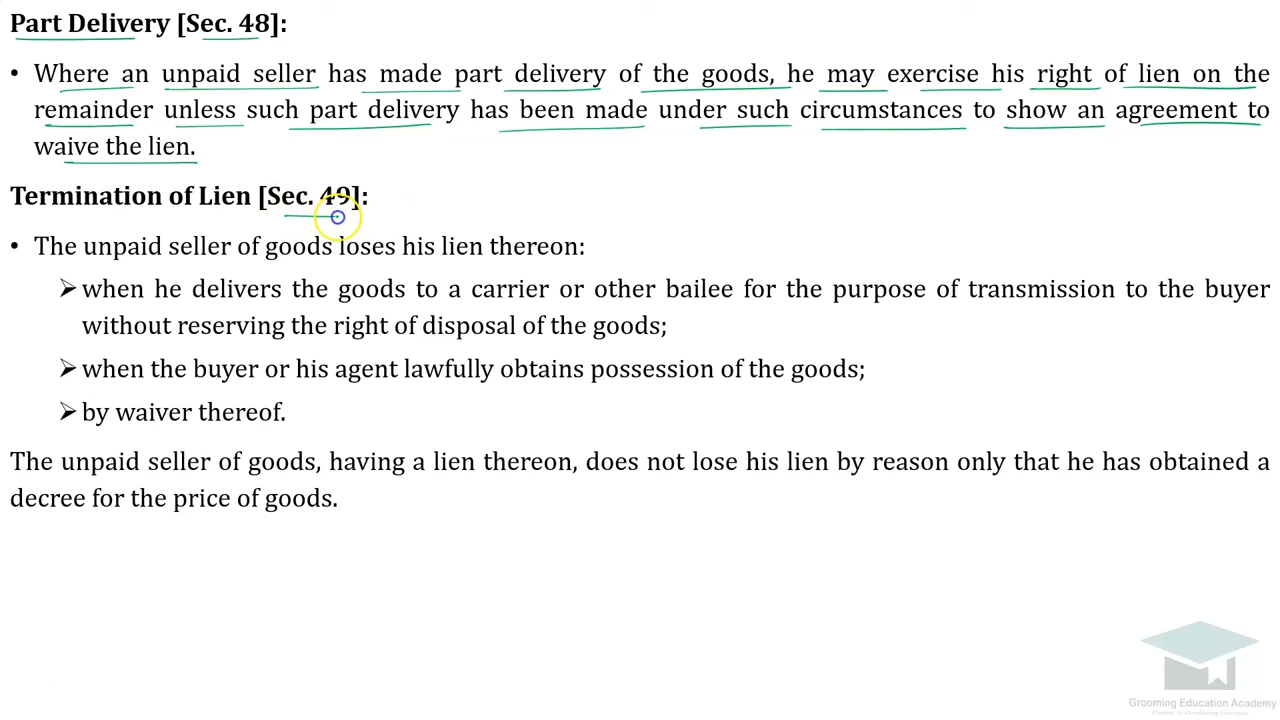 Part Delivery [Sec. 48]:
• Where an unpaid seller has made part delivery of the goods, he may exercise his right of lien on the
remainder unless such part delivery has been made under such circumstances to show an agreement to
waive the lien.
Termination of Lien [Sec. 49]:
• The unpaid seller of goods loses his lien thereon:
➢ when he delivers the goods to a carrier or other bailee for the purpose of transmission to the buyer
without reserving the right of disposal of the goods;
➢ when the buyer or his agent lawfully obtains possession of the goods;
➢ by waiver thereof.
The unpaid seller of goods, having a lien thereon, does not lose his lien by reason only that he has obtained a
decree for the price of goods.
Grooming Education Academy